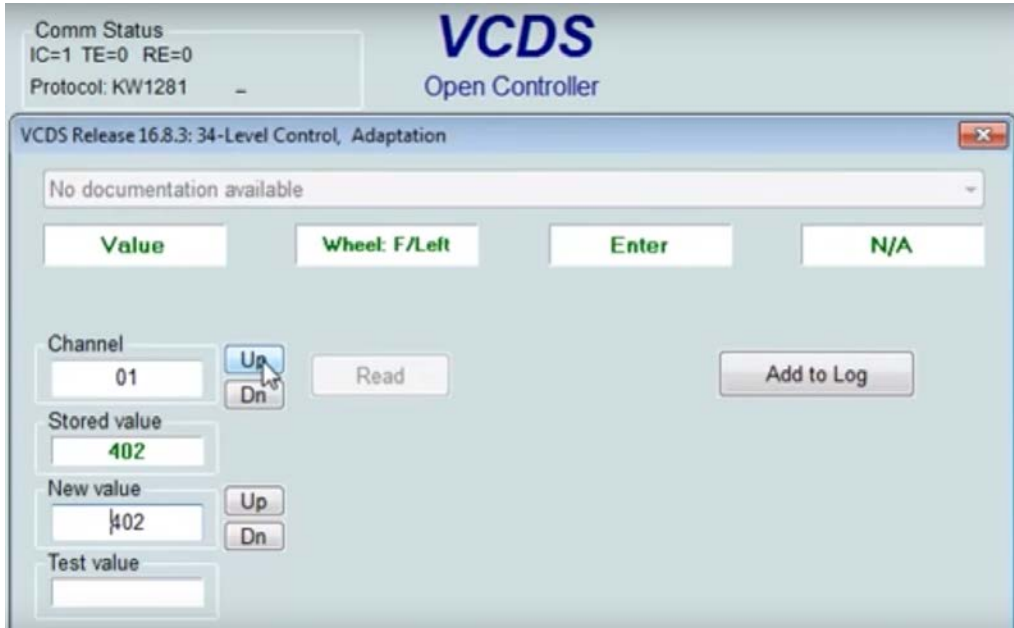 Comm Status
IC=1 TE=0 RE=0
Protocol: KW1281 –
VCDS
Open Controller
VCDS Release 16.8.3: 34-Level Control, Adaptation
No documentation available
Value
Wheel: F/Left
Enter
N/A
Channel
01
Up
Dn
Read
Add to Log
Stored value
402
New value
402
Up
Dn
Test value